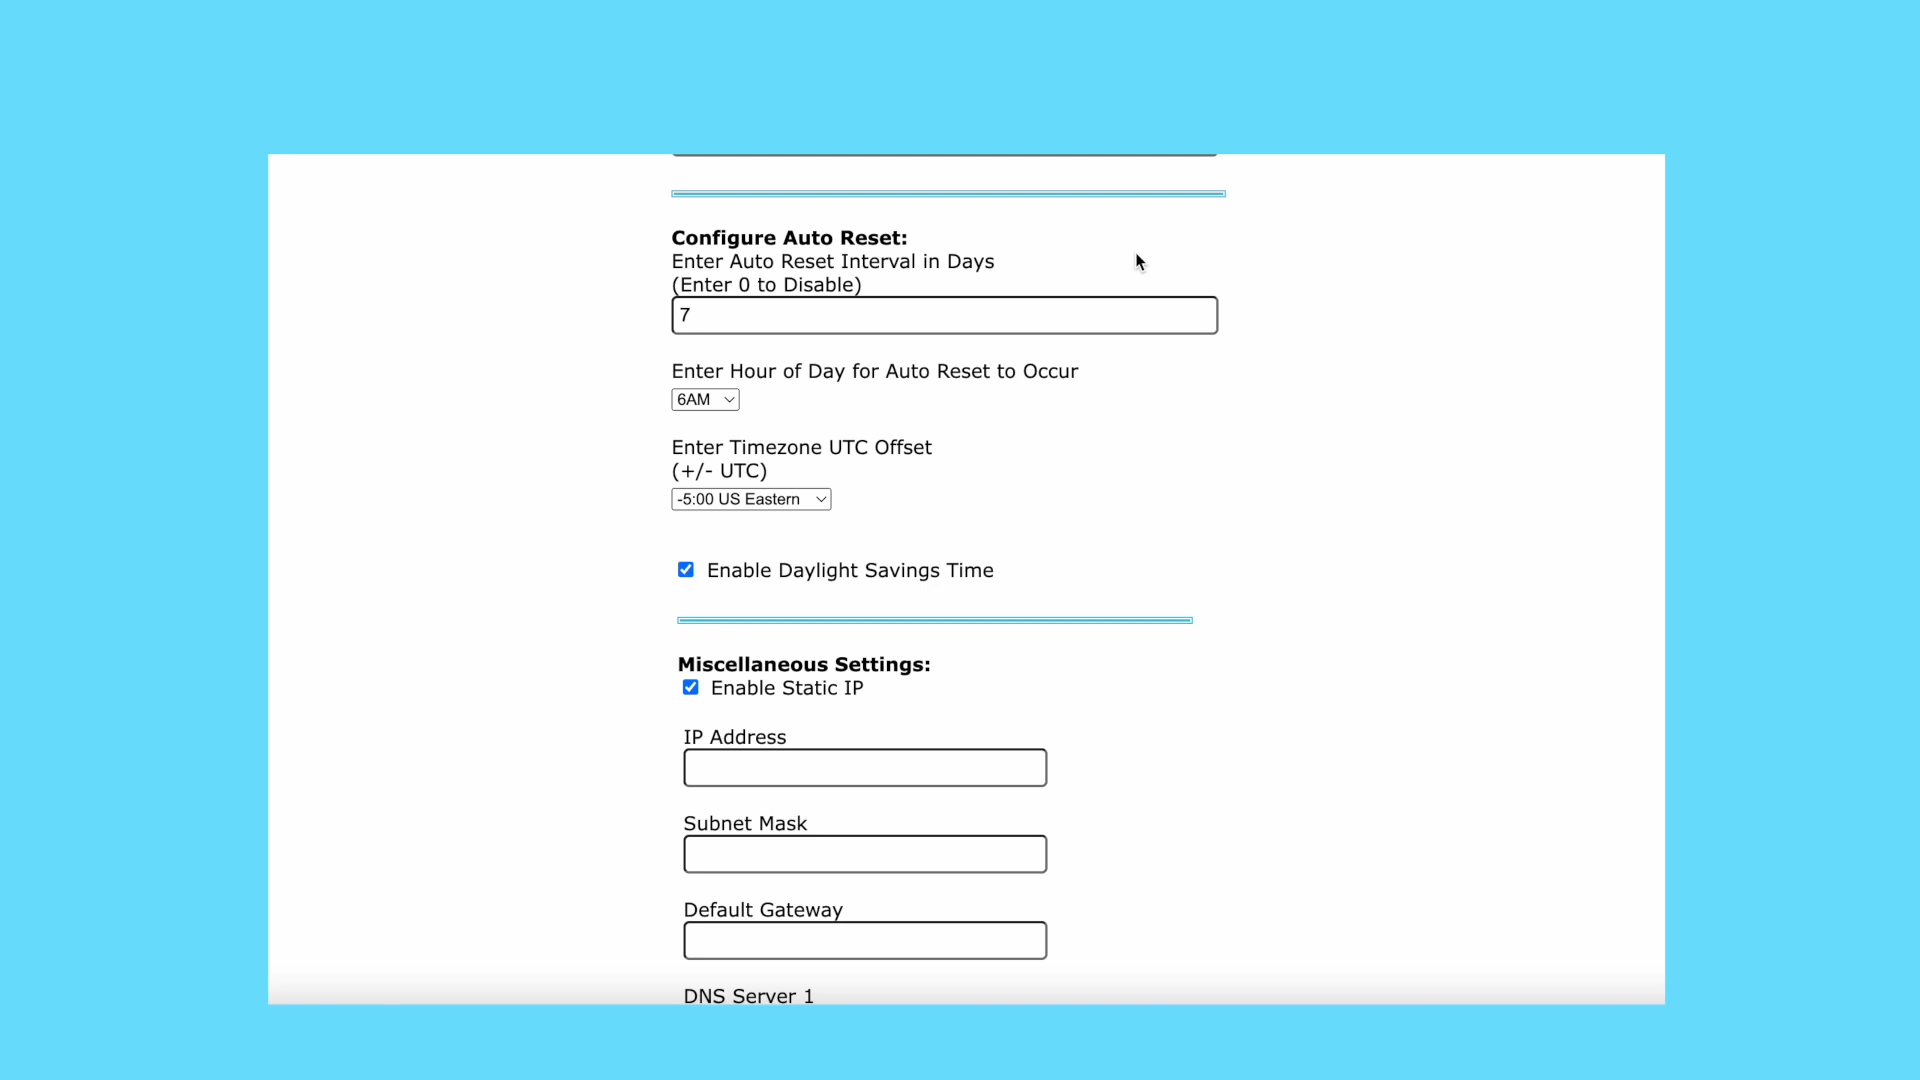 Configure Auto Reset:
Enter Auto Reset Interval in Days
(Enter 0 to Disable)
7
Enter Hour of Day for Auto Reset to Occur
6AM
Enter Timezone UTC Offset
(+/- UTC)
-5:00 US Eastern
Enable Daylight Savings Time
Miscellaneous Settings:
Enable Static IP
IP Address
Subnet Mask
Default Gateway
DNS Server 1